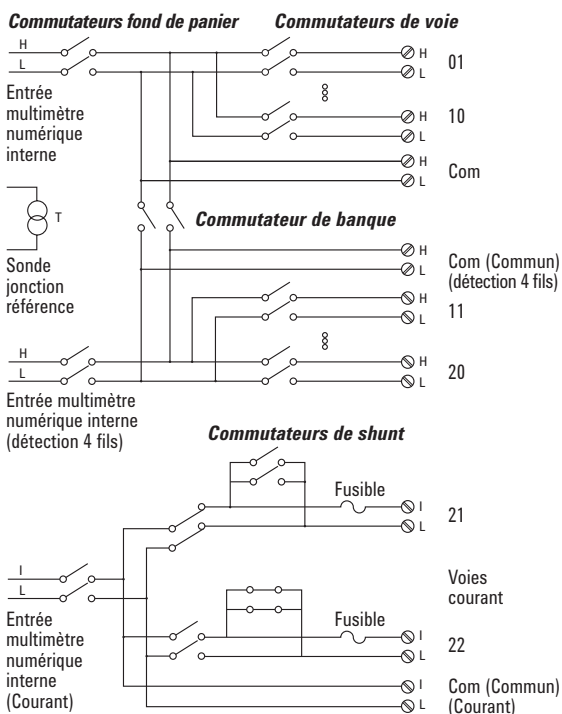 Commutateurs fond de panier
Commutateurs de voie
H
L
Entrée
multimètre
numérique
interne
H
L
01
H
L
10
H
L
Com
T
Sonde
jonction
référence
Commutateur de banque
H
L
Com (Commun)
(détection 4 fils)
H
L
11
H
L
H
L
20
Entrée multimètre
numérique interne
(détection 4 fils)
Commutateurs de shunt
Fusible
I
L
21
I
L
Entrée
multimètre
numérique
interne
(Courant)
Voies
courant
Fusible
I
L
22
I
L
Com (Commun)
(Courant)